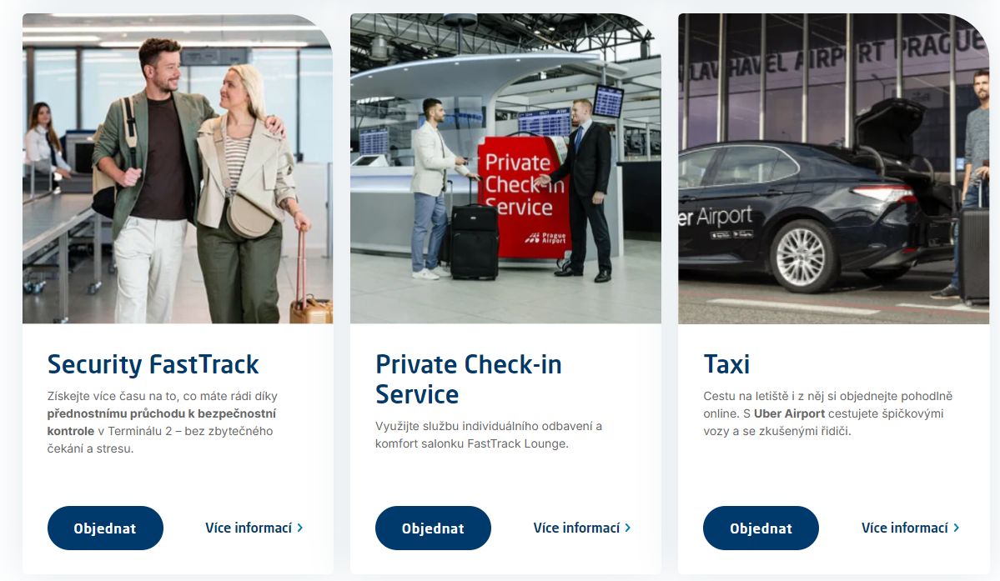 LAV HAVEL AIRPORT PRAGUE
Private
Check-in
Service
Prague
Airport
er Airport
Security FastTrack
Získejte více času na to, co máte rádi díky
přednostnímu průchodu k bezpečnostní
kontrole v Terminálu 2 – bez zbytečného
čekání a stresu.
Objednat
Více informací
Private Check-in
Service
Využijte službu individuálního odbavení a
komfort salonku FastTrack Lounge.
Objednat
Více informací
Taxi
Cestu na letiště i z něj si objednejte pohodlně
online. S Uber Airport cestujete špičkovými
vozy a se zkušenými řidiči.
Objednat
Více informací